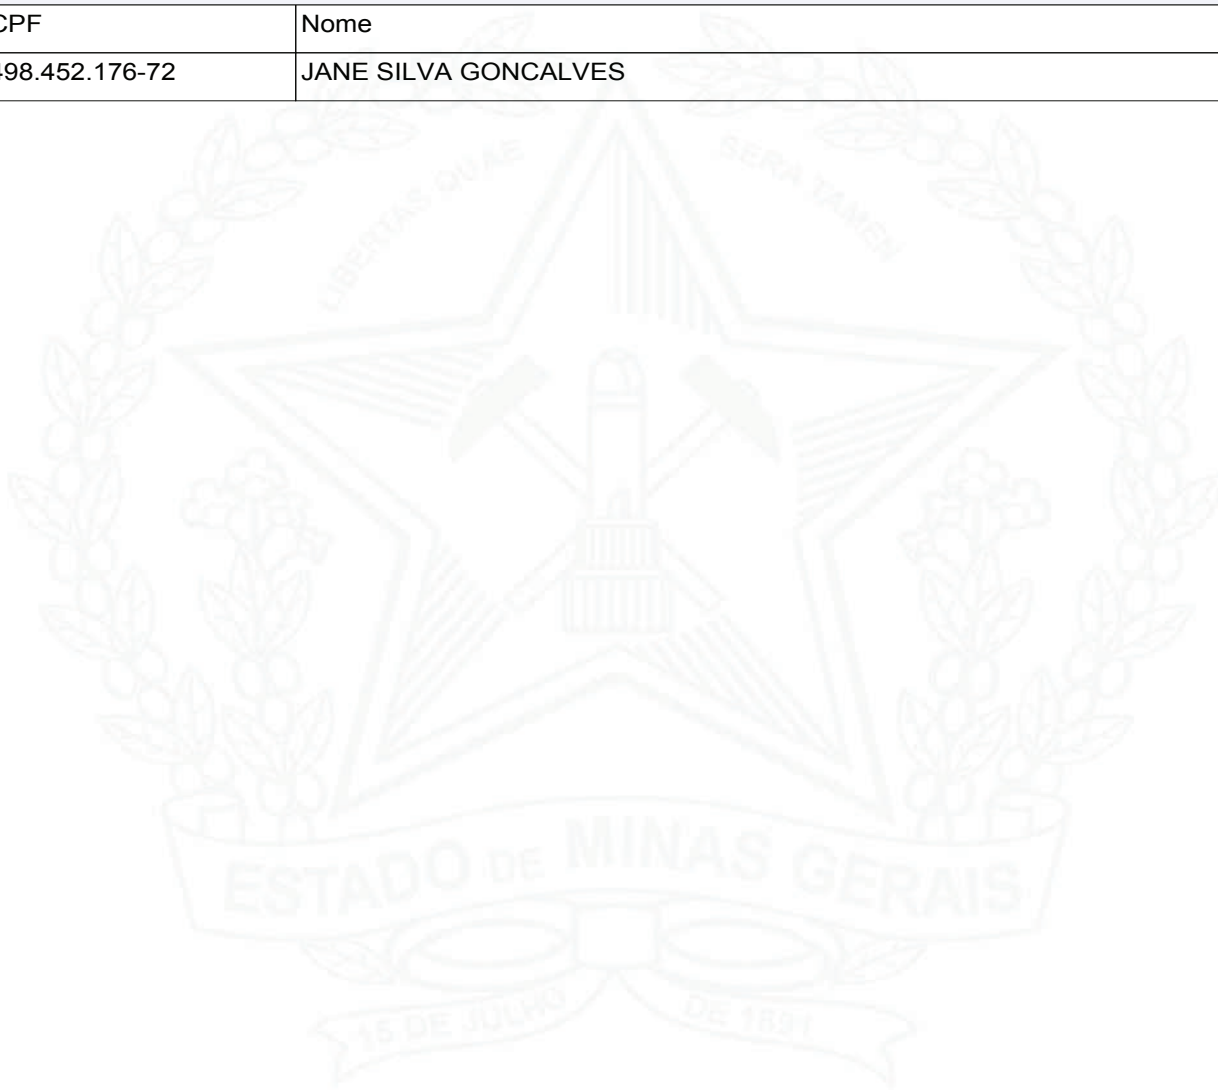 CPF Nome
498.452.176-72 JANE SILVA GONCALVES
LIBERTAS QUAE SERA TAMEN
ESTADO DE MINAS GERAIS
15 DE JULHO DE 1891